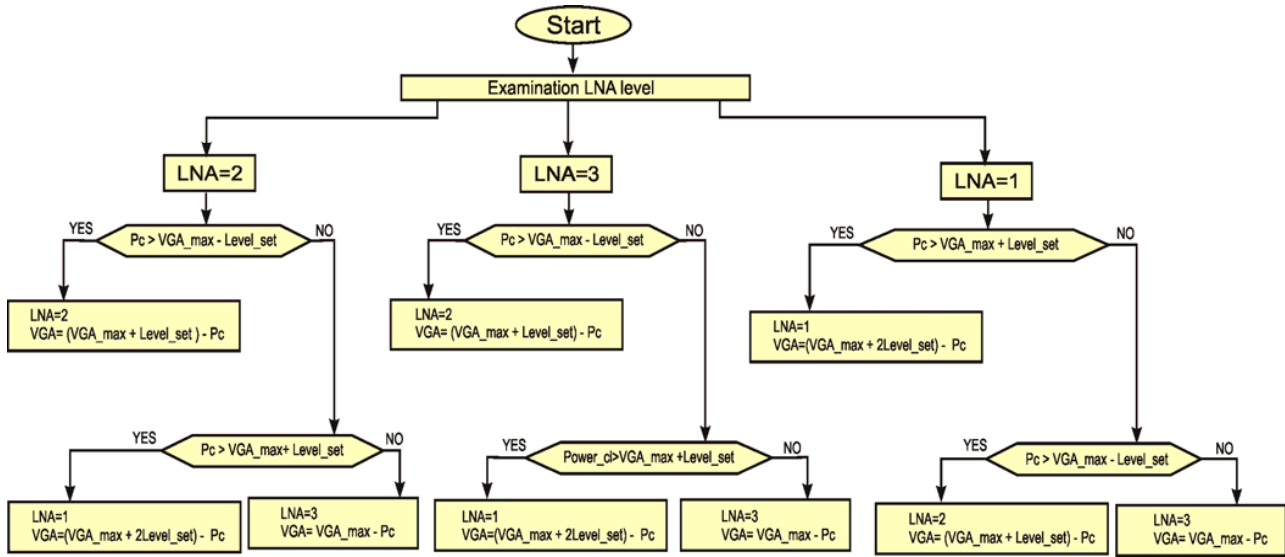 Start
Examination LNA level
LNA=2
LNA=3
LNA=1
YES
Pc > VGA_max - Level_set
NO
YES
Pc > VGA_max - Level_set
NO
YES
Pc > VGA_max + Level_set
NO
LNA=2
VGA= (VGA_max + Level_set ) - Pc
LNA=2
VGA= (VGA_max + Level_set) - Pc
LNA=1
VGA=(VGA_max + 2Level_set) - Pc
YES
Pc > VGA_max+ Level_set
NO
YES
Power_cl>VGA_max +Level_set
NO
YES
Pc > VGA_max - Level_set
NO
LNA=1
VGA=(VGA_max + 2Level_set) - Pc
LNA=3
VGA= VGA_max - Pc
LNA=1
VGA=(VGA_max + 2Level_set) - Pc
LNA=3
VGA= VGA_max - Pc
LNA=2
VGA= (VGA_max + Level_set) - Pc
LNA=3
VGA= VGA_max - Pc